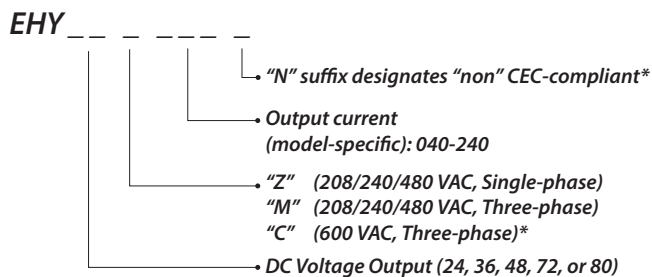 EHY_ _ _ _ _ _ _
“N” suffix designates “non” CEC-compliant*
Output current
(model-specific): 040-240
“Z” (208/240/480 VAC, Single-phase)
“M” (208/240/480 VAC, Three-phase)
“C” (600 VAC, Three-phase)*
DC Voltage Output (24, 36, 48, 72, or 80)